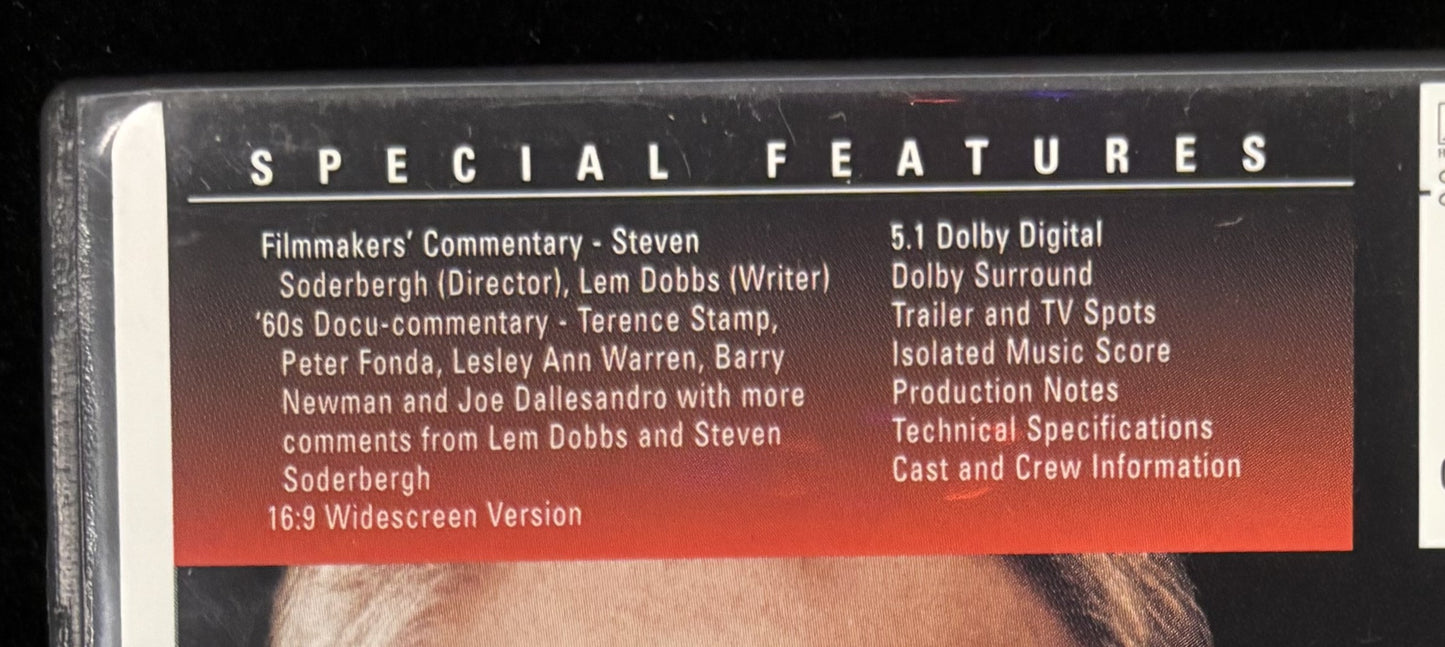 SPECIAL FEATURES
Filmmakers' Commentary - Steven
Soderbergh (Director), Lem Dobbs (Writer)
'60s Docu-commentary - Terence Stamp,
Peter Fonda, Lesley Ann Warren, Barry
Newman and Joe Dallesandro with more
comments from Lem Dobbs and Steven
Soderbergh
16:9 Widescreen Version
5.1 Dolby Digital
Dolby Surround
Trailer and TV Spots
Isolated Music Score
Production Notes
Technical Specifications
Cast and Crew Information